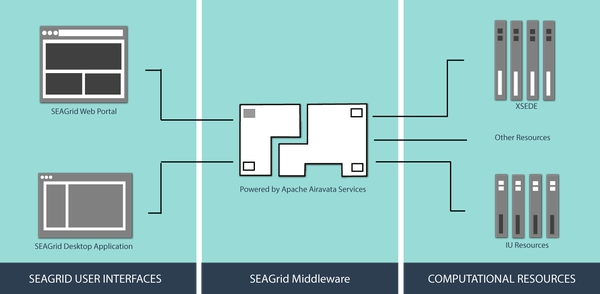 SEAGrid Web Portal
SEAGrid Desktop Application
SEAGRID USER INTERFACES
Powered by Apache Airavata Services
SEAGrid Middleware
XSEDE
Other Resources
IU Resources
COMPUTATIONAL RESOURCES